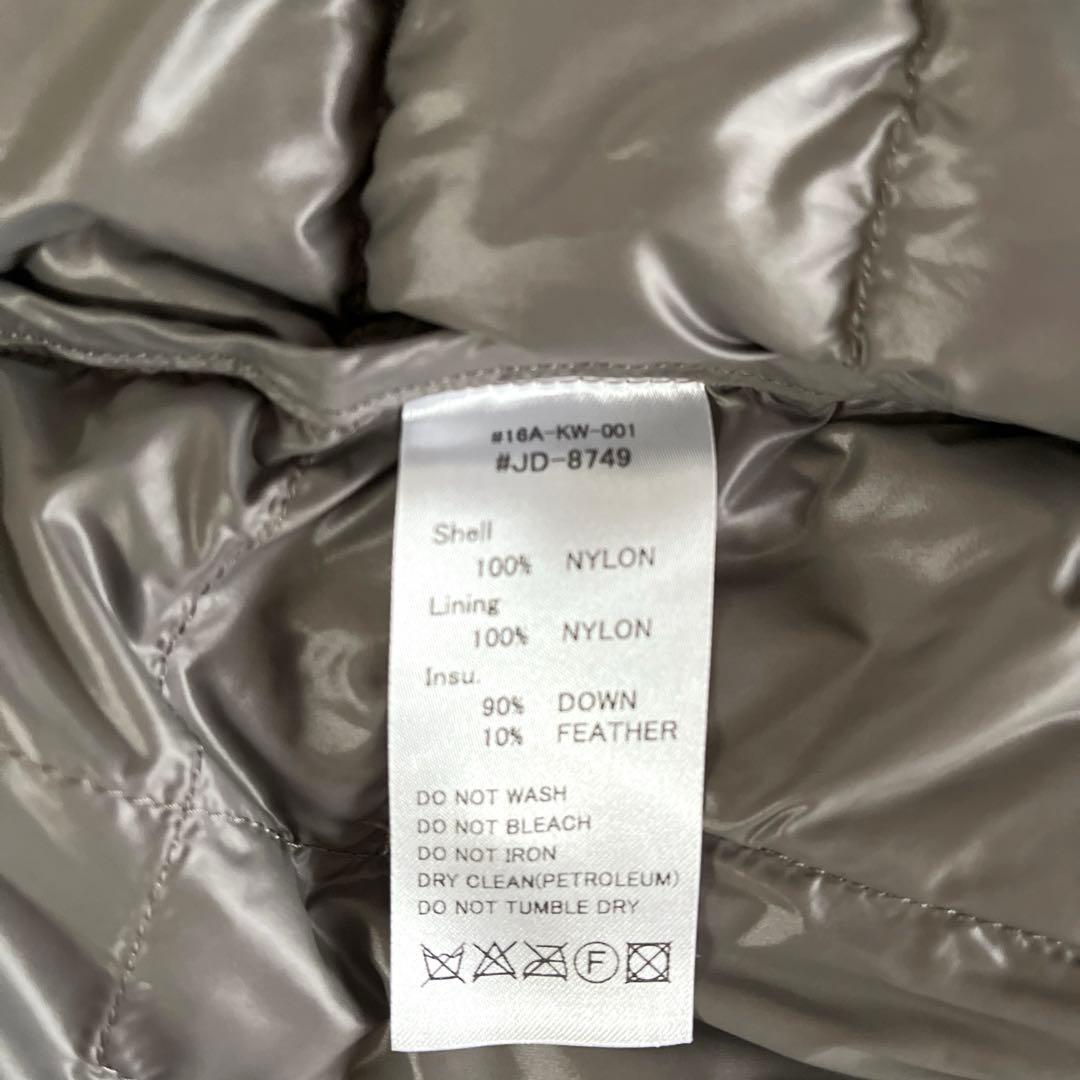 #16A-KW-001
#JD-8749
Shell
100% NYLON
Lining
100% NYLON
Insu.
90% DOWN
10% FEATHER
DO NOT WASH
DO NOT BLEACH
DO NOT IRON
DRY CLEAN(PETROLEUM)
DO NOT TUMBLE DRY
F